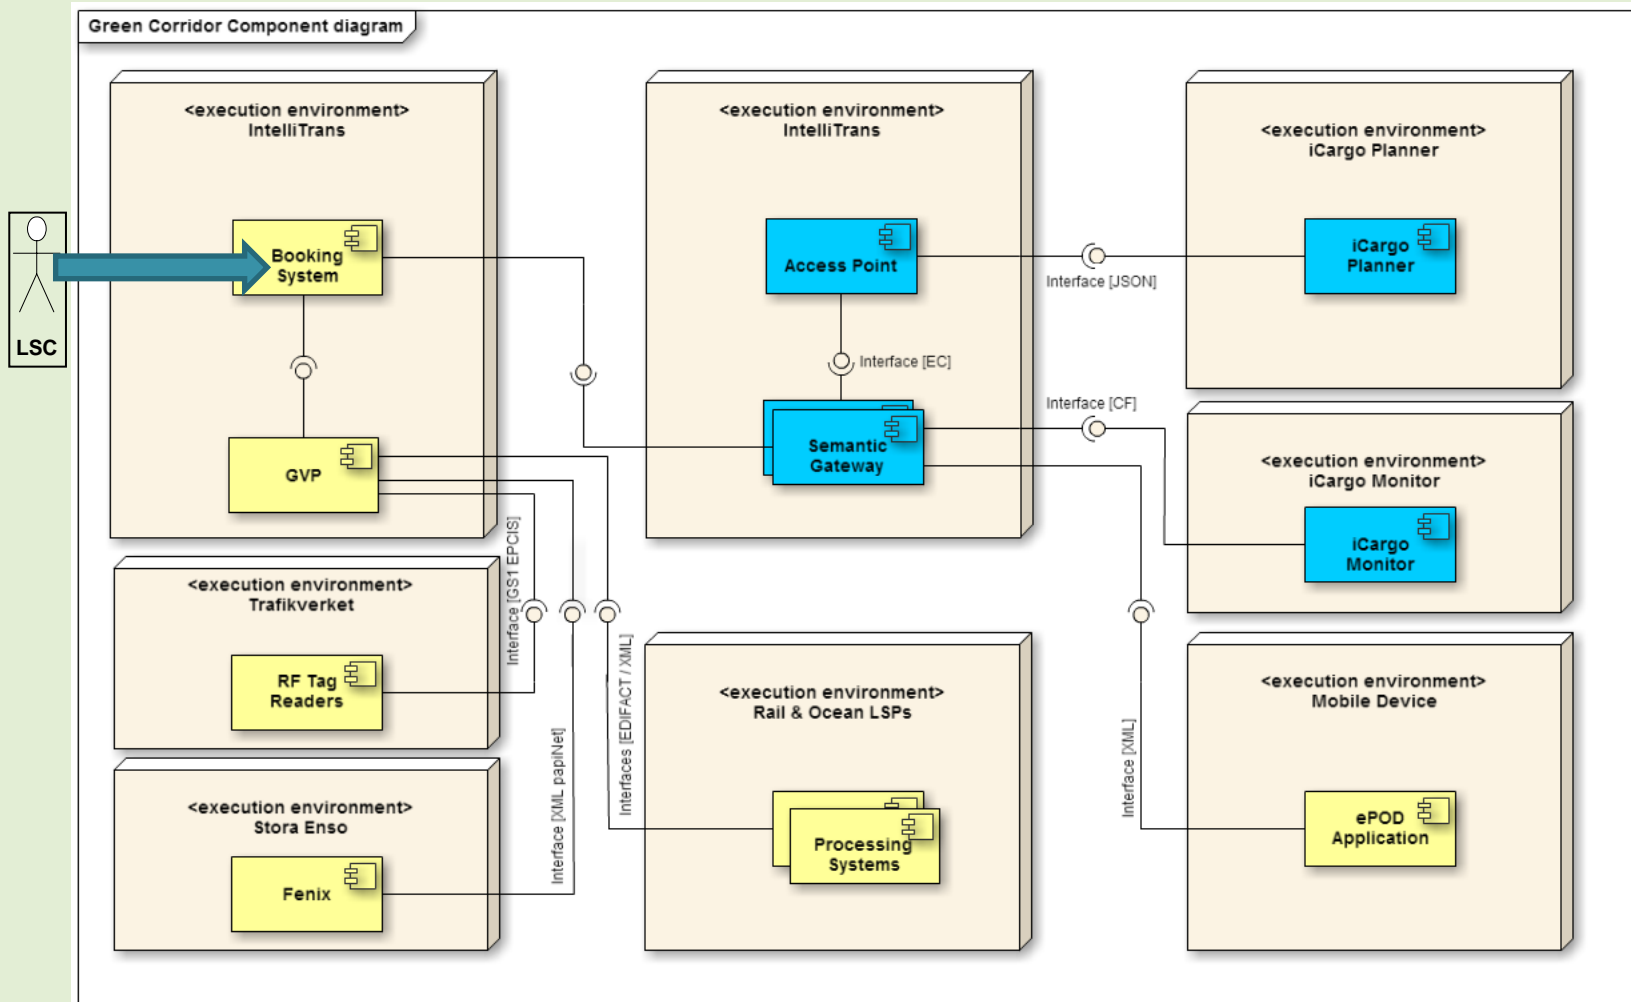 Green Corridor Component diagram
<execution environment>
IntelliTrans
Booking
System
GVP
LSC
<execution environment>
IntelliTrans
Access Point
Interface [EC]
Semantic
Gateway
<execution environment>
iCargo Planner
iCargo
Planner
Interface [JSON]
Interface [CF]
<execution environment>
iCargo Monitor
iCargo
Monitor
<execution environment>
Trafikverket
RF Tag
Readers
Interface [GS1 EPCIS]
<execution environment>
Stora Enso
Fenix
Interface [XML papiNet]
Interfaces [EDIFACT / XML]
<execution environment>
Rail & Ocean LSPs
Processing
Systems
Interface [XML]
<execution environment>
Mobile Device
ePOD
Application